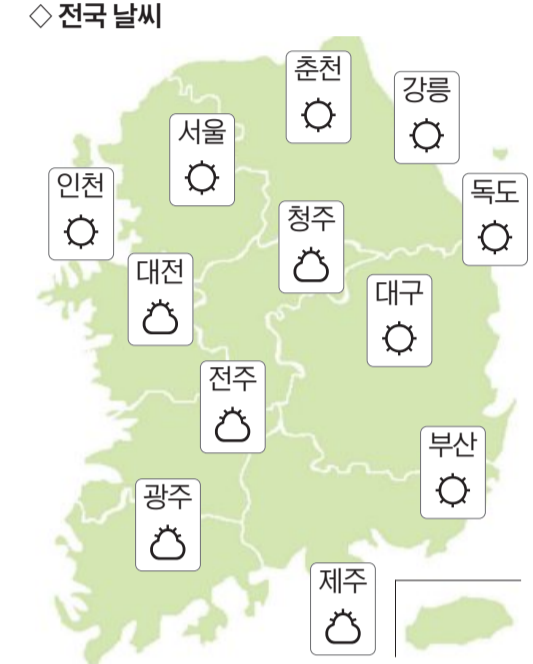 ◇ 전국 날씨
춘천
강릉
서울
인천
독도
청주
대전
대구
전주
부산
광주
제주